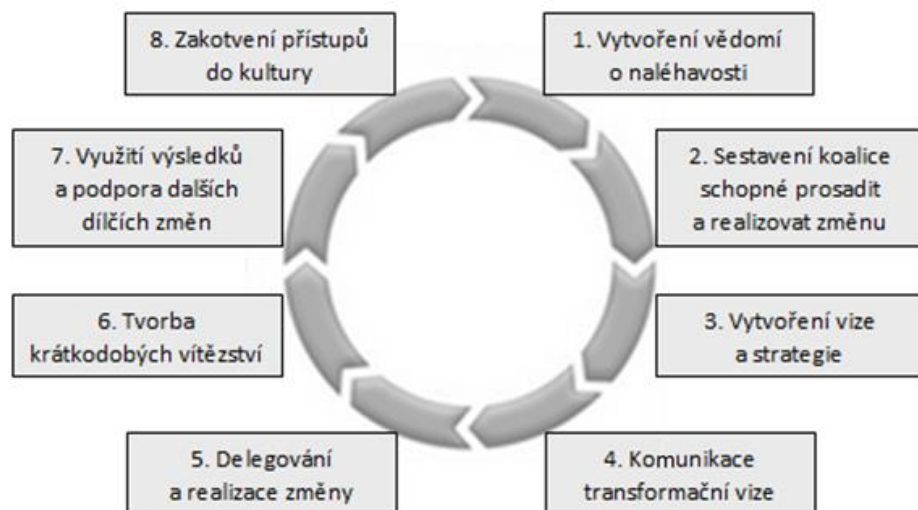 8. Zakotvení přístupů
do kultury
1. Vytvoření vědomí
o naléhavosti
7. Využití výsledků
a podpora dalších
dílčích změn
2. Sestavení koalice
schopné prosadit
a realizovat změnu
6. Tvorba
krátkodobých vítězství
3. Vytvoření vize
a strategie
5. Delegování
a realizace změny
4. Komunikace
transformační vize